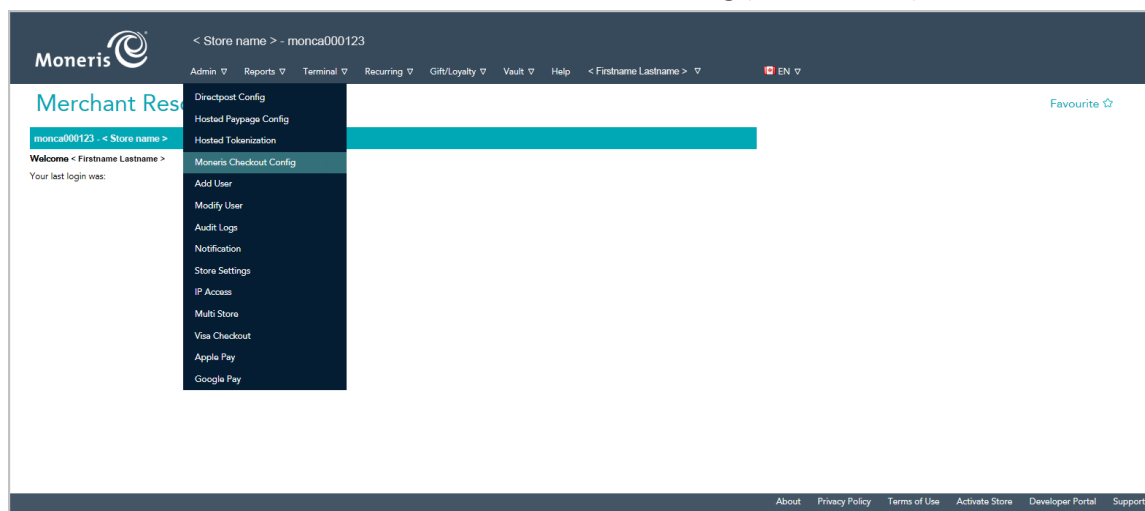 Moneris
< Store name > - monca000123
Admin Reports Terminal Recurring Gift/Loyalty Vault Help < Firstname Lastname > EN
Merchant Reso
Favourite
Directpost Config
Hosted Paypage Config
monca000123 - < Store name >
Hosted Tokenization
Welcome < Firstname Lastname >
Moneris Checkout Config
Your last login was:
Add User
Modify User
Audit Logs
Notification
Store Settings
IP Access
Multi Store
Visa Checkout
Apple Pay
Google Pay
About Privacy Policy Terms of Use Activate Store Developer Portal Support